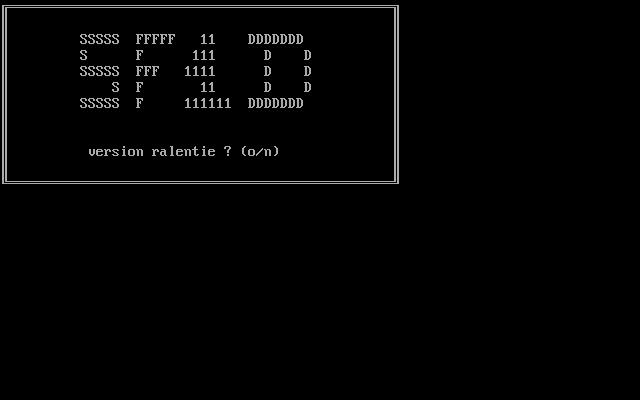 SSSSS  FFFFF   11    DDDDDDD
S      F      111      D    D
SSSSS  FFF   1111      D    D
    S  F       11      D    D
SSSSS  F     111111  DDDDDDD
version ralentie ? (o/n)